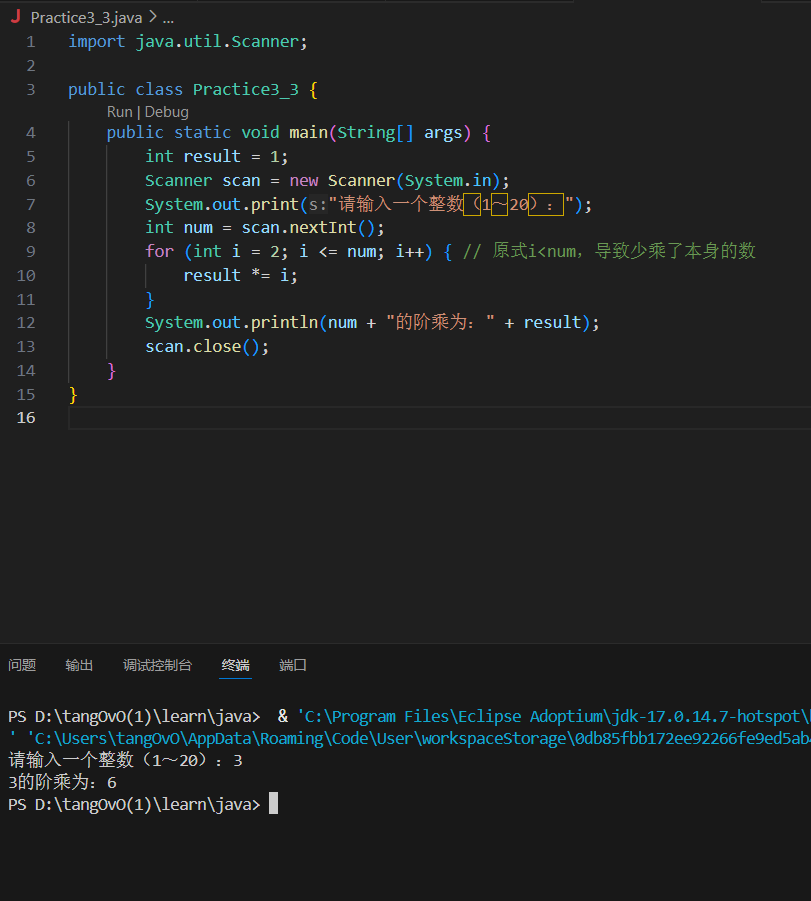 J Practice3_3.java > ...
1 import java.util.Scanner;
2
3 public class Practice3_3 {
Run | Debug
4 public static void main(String[] args) {
5 int result = 1;
6 Scanner scan = new Scanner(System.in);
7 System.out.print(s:"请输入一个整数（1～20）：");
8 int num = scan.nextInt();
9 for (int i = 2; i <= num; i++) { // 原式i<num，导致少乘了本身的数
10 result *= i;
11 }
12 System.out.println(num + "的阶乘为：" + result);
13 scan.close();
14 }
15 }
16
问题 输出 调试控制台 终端 端口
PS D:\tangOvO(1)\learn\java>  & 'C:\Program Files\Eclipse Adoptium\jdk-17.0.14.7-hotspot\
' 'C:\Users\tangOvO\AppData\Roaming\Code\User\workspaceStorage\0db85fbb172ee92266fe9ed5ab
请输入一个整数（1～20）：3
3的阶乘为：6
PS D:\tangOvO(1)\learn\java>